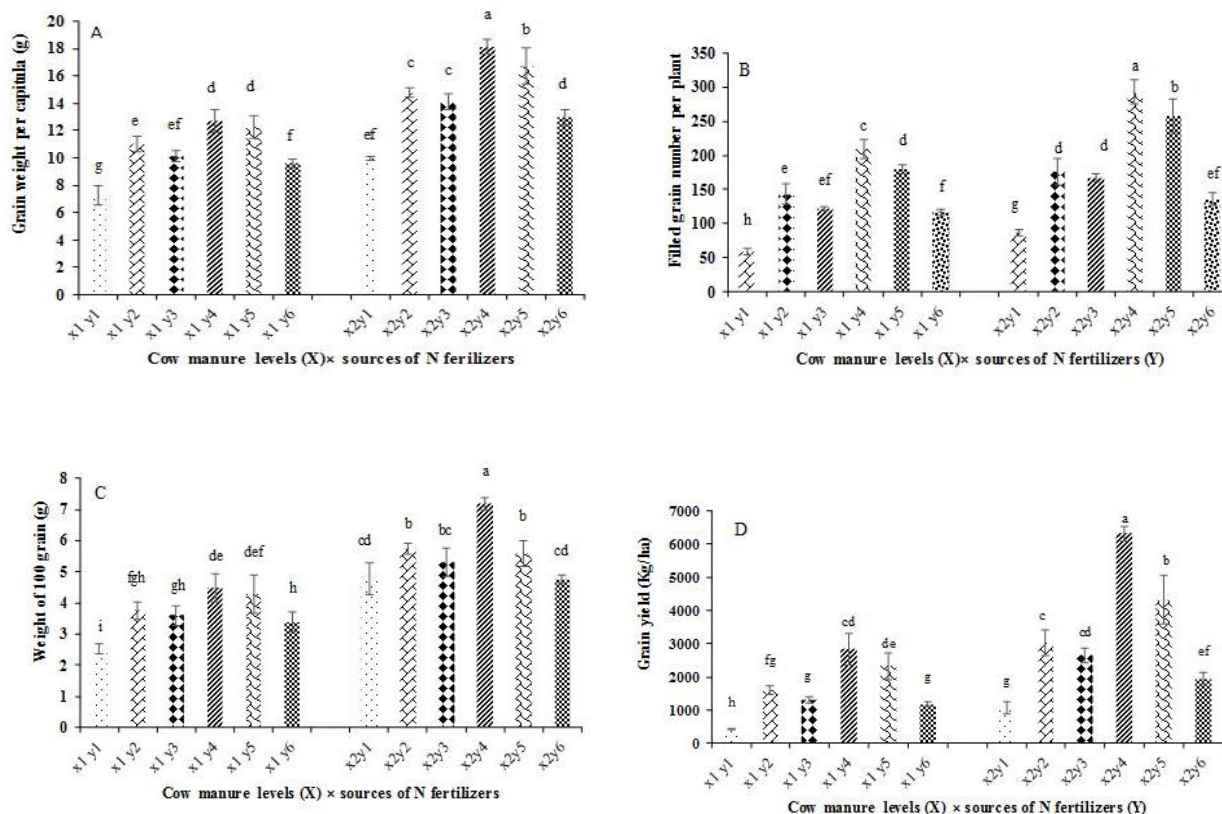 A
Grain weight per capitula (g)
20
18
16
14
12
10
8
6
4
2
0
g
e
ef
d
d
f
ef
c
c
a
b
d
x1 y1
x1 y2
x1 y3
x1 y4
x1 y5
x1 y6
x2y1
x2y2
x2y3
x2y4
x2y5
x2y6
Cow manure levels (X)× sources of N ferilizers
B
Filled grain number per plant
350
300
250
200
150
100
50
0
h
e
ef
c
d
f
g
d
d
a
b
ef
x1 y1
x1 y2
x1 y3
x1 y4
x1 y5
x1 y6
x2y1
x2y2
x2y3
x2y4
x2y5
x2y6
Cow manure levels (X)× sources of N fertilizers (Y)
C
Weight of 100 grain (g)
8
7
6
5
4
3
2
1
0
i
fgh
gh
de
def
h
cd
b
bc
a
b
cd
x1 y1
x1 y2
x1 y3
x1 y4
x1 y5
x1 y6
x2y1
x2y2
x2y3
x2y4
x2y5
x2y6
Cow manure levels (X) × sources of N fertilizers
D
Grain yield (Kg/ha)
7000
6000
5000
4000
3000
2000
1000
0
h
fg
g
cd
de
g
g
c
cd
a
b
ef
x1 y1
x1 y2
x1 y3
x1 y4
x1 y5
x1 y6
x2y1
x2y2
x2y3
x2y4
x2y5
x2y6
Cow manure levels (X) × sources of N fertilizers (Y)